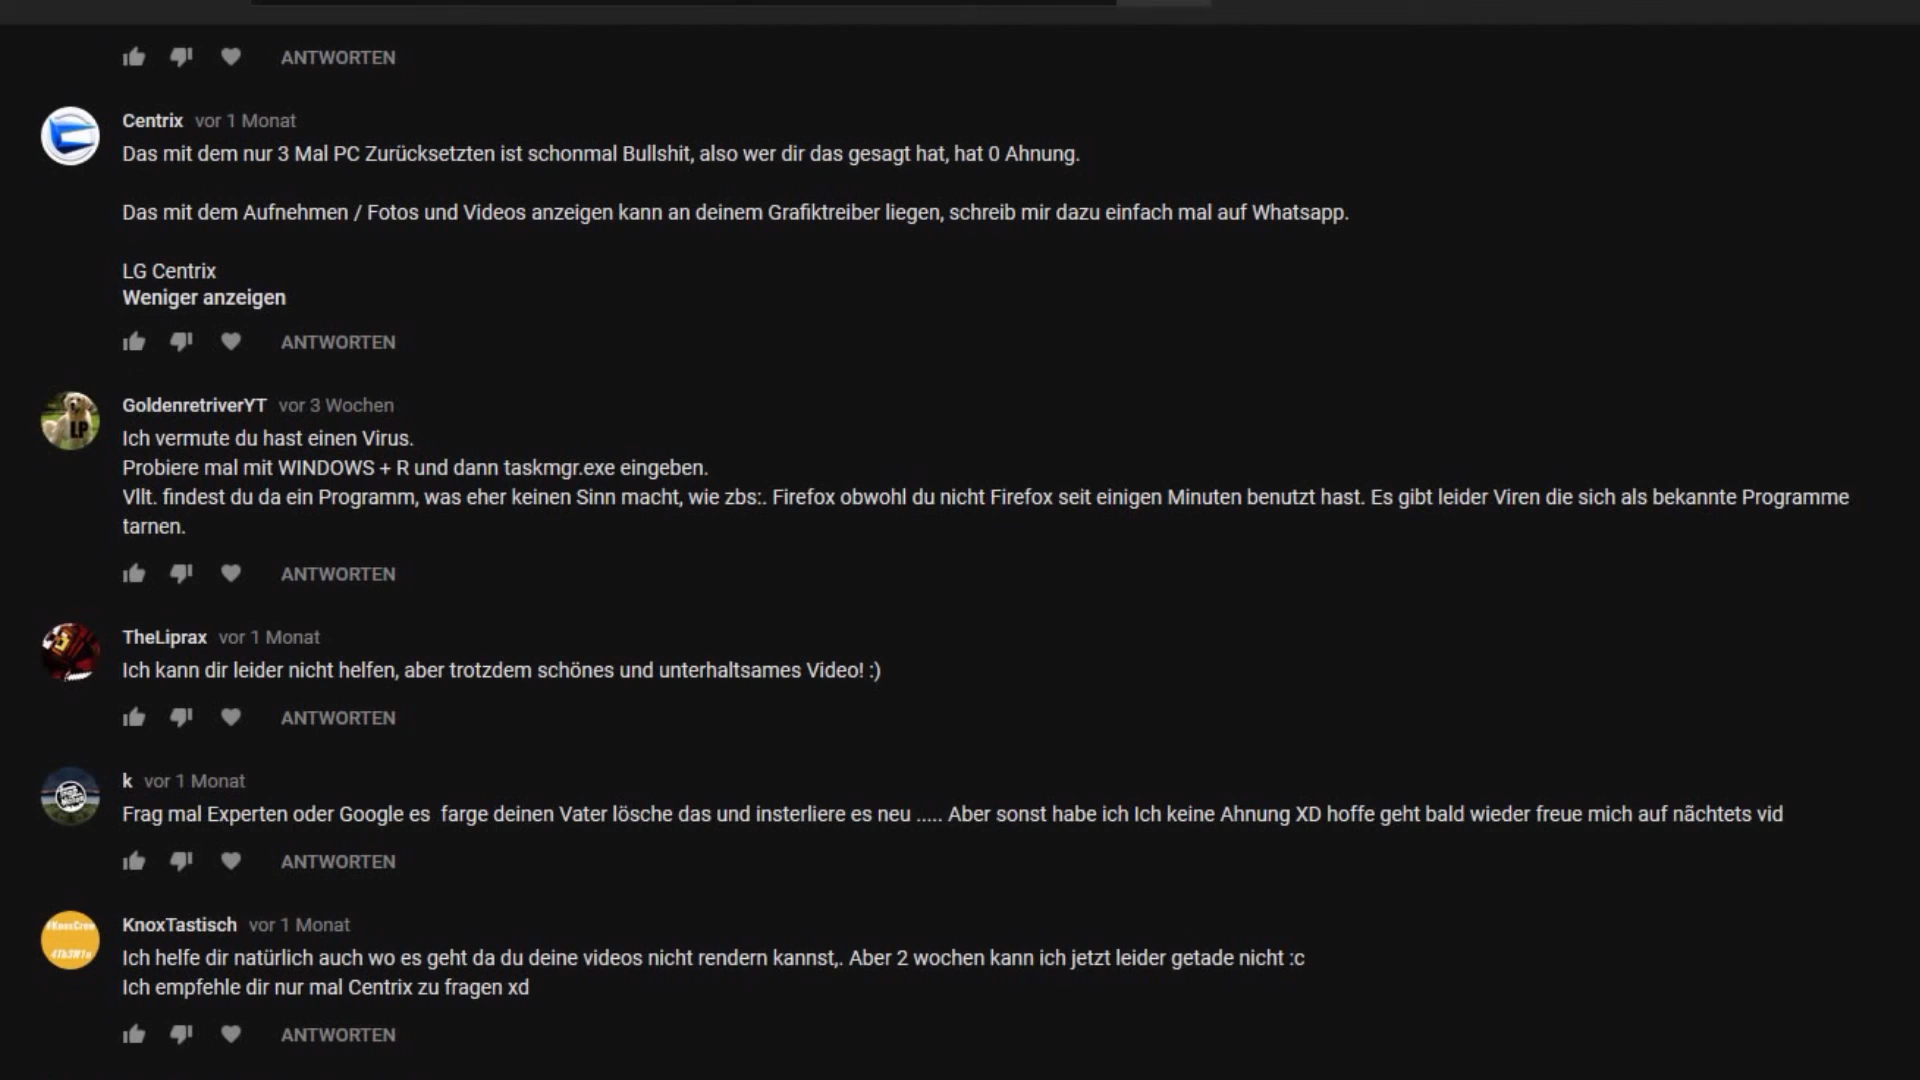 ANTWORTEN
Centrix vor 1 Monat
Das mit dem nur 3 Mal PC Zurücksetzten ist schonmal Bullshit, also wer dir das gesagt hat, hat 0 Ahnung.
Das mit dem Aufnehmen / Fotos und Videos anzeigen kann an deinem Grafiktreiber liegen, schreib mir dazu einfach mal auf Whatsapp.
LG Centrix
Weniger anzeigen
ANTWORTEN
GoldenretriverYT vor 3 Wochen
LP
Ich vermute du hast einen Virus.
Probiere mal mit WINDOWS + R und dann taskmgr.exe eingeben.
Vllt. findest du da ein Programm, was eher keinen Sinn macht, wie zbs:. Firefox obwohl du nicht Firefox seit einigen Minuten benutzt hast. Es gibt leider Viren die sich als bekannte Programme
tarnen.
ANTWORTEN
TheLiprax vor 1 Monat
Ich kann dir leider nicht helfen, aber trotzdem schönes und unterhaltsames Video! :)
ANTWORTEN
k vor 1 Monat
Frag mal Experten oder Google es farge deinen Vater lösche das und insterliere es neu ..... Aber sonst habe ich Ich keine Ahnung XD hoffe geht bald wieder freue mich auf nãchtets vid
ANTWORTEN
KnoxTastisch vor 1 Monat
#KnoxCrew
Ich helfe dir natürlich auch wo es geht da du deine videos nicht rendern kannst,. Aber 2 wochen kann ich jetzt leider getade nicht :c
Ich empfehle dir nur mal Centrix zu fragen xd
ANTWORTEN